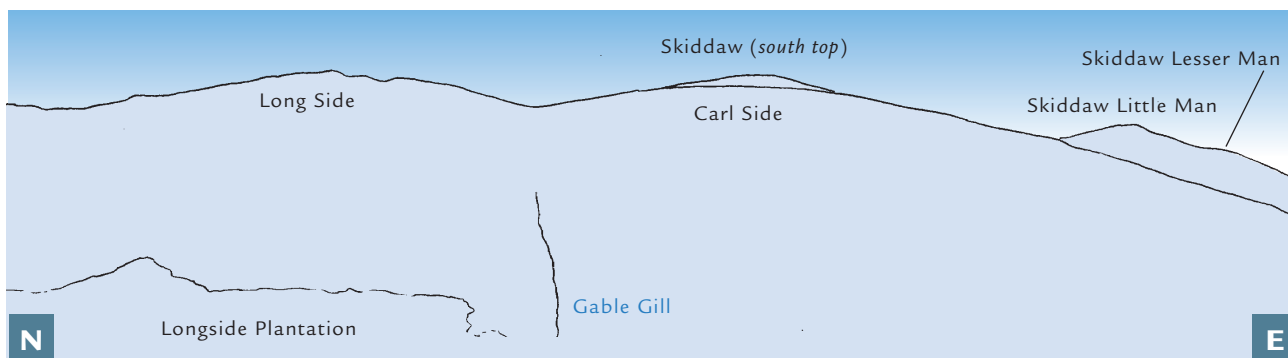 Skiddaw (south top)
Skiddaw Lesser Man
Long Side
Carl Side
Skiddaw Little Man
Gable Gill
Longside Plantation
N
E